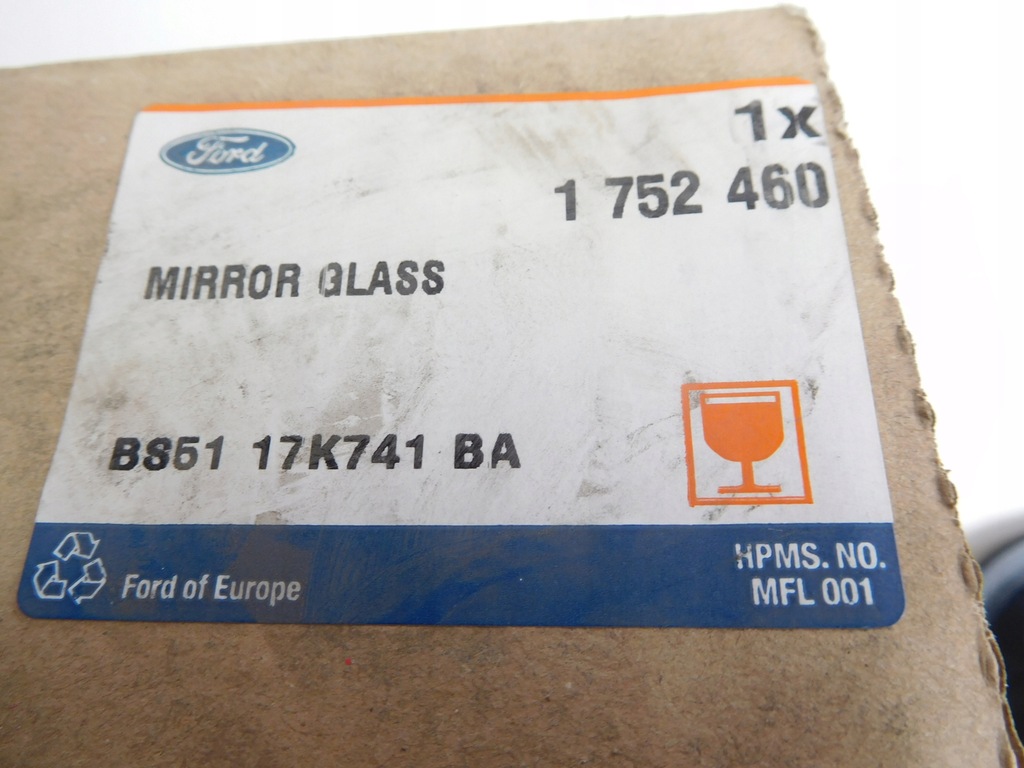 Ford
1x
1 752 460
MIRROR GLASS
BS51 17K741 BA
Ford of Europe
HPMS. NO.
MFL 001